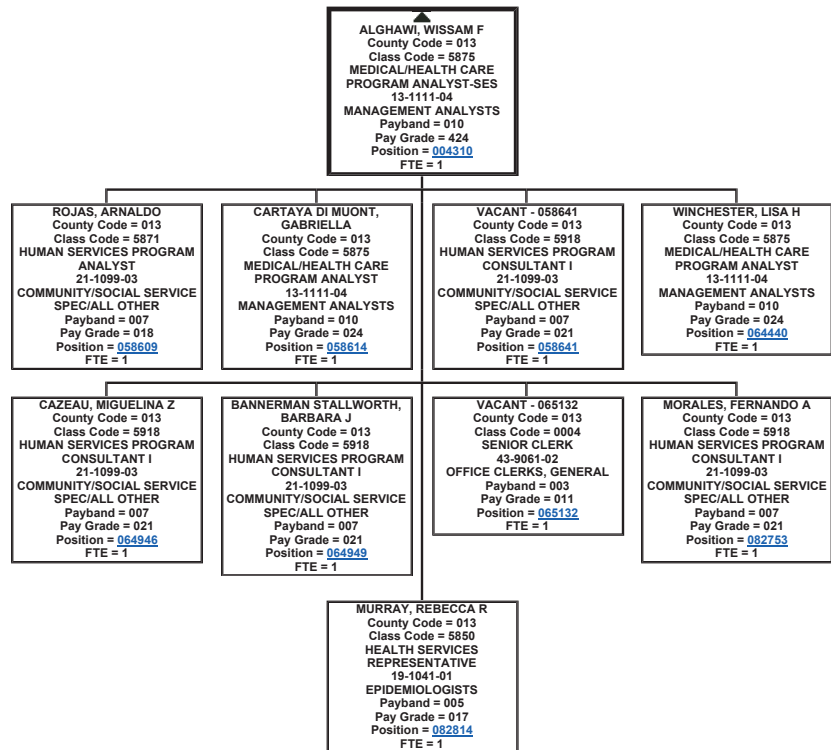 ALGHAWI, WISSAM F
County Code = 013
Class Code = 5875
MEDICAL/HEALTH CARE
PROGRAM ANALYST-SES
13-1111-04
MANAGEMENT ANALYSTS
Payband = 010
Pay Grade = 424
Position = 004310
FTE = 1
ROJAS, ARNALDO
County Code = 013
Class Code = 5871
HUMAN SERVICES PROGRAM
ANALYST
21-1099-03
COMMUNITY/SOCIAL SERVICE
SPEC/ALL OTHER
Payband = 007
Pay Grade = 018
Position = 058609
FTE = 1
CARTAYA DI MUONT,
GABRIELLA
County Code = 013
Class Code = 5875
MEDICAL/HEALTH CARE
PROGRAM ANALYST
13-1111-04
MANAGEMENT ANALYSTS
Payband = 010
Pay Grade = 024
Position = 058614
FTE = 1
VACANT - 058641
County Code = 013
Class Code = 5918
HUMAN SERVICES PROGRAM
CONSULTANT I
21-1099-03
COMMUNITY/SOCIAL SERVICE
SPEC/ALL OTHER
Payband = 007
Pay Grade = 021
Position = 058641
FTE = 1
WINCHESTER, LISA H
County Code = 013
Class Code = 5875
MEDICAL/HEALTH CARE
PROGRAM ANALYST
13-1111-04
MANAGEMENT ANALYSTS
Payband = 010
Pay Grade = 024
Position = 064440
FTE = 1
CAZEAU, MIGUELINA Z
County Code = 013
Class Code = 5918
HUMAN SERVICES PROGRAM
CONSULTANT I
21-1099-03
COMMUNITY/SOCIAL SERVICE
SPEC/ALL OTHER
Payband = 007
Pay Grade = 021
Position = 064946
FTE = 1
BANNERMAN STALLWORTH,
BARBARA J
County Code = 013
Class Code = 5918
HUMAN SERVICES PROGRAM
CONSULTANT I
21-1099-03
COMMUNITY/SOCIAL SERVICE
SPEC/ALL OTHER
Payband = 007
Pay Grade = 021
Position = 064949
FTE = 1
VACANT - 065132
County Code = 013
Class Code = 0004
SENIOR CLERK
43-9061-02
OFFICE CLERKS, GENERAL
Payband = 003
Pay Grade = 011
Position = 065132
FTE = 1
MORALES, FERNANDO A
County Code = 013
Class Code = 5918
HUMAN SERVICES PROGRAM
CONSULTANT I
21-1099-03
COMMUNITY/SOCIAL SERVICE
SPEC/ALL OTHER
Payband = 007
Pay Grade = 021
Position = 082753
FTE = 1
MURRAY, REBECCA R
County Code = 013
Class Code = 5850
HEALTH SERVICES
REPRESENTATIVE
19-1041-01
EPIDEMIOLOGISTS
Payband = 005
Pay Grade = 017
Position = 082814
FTE = 1